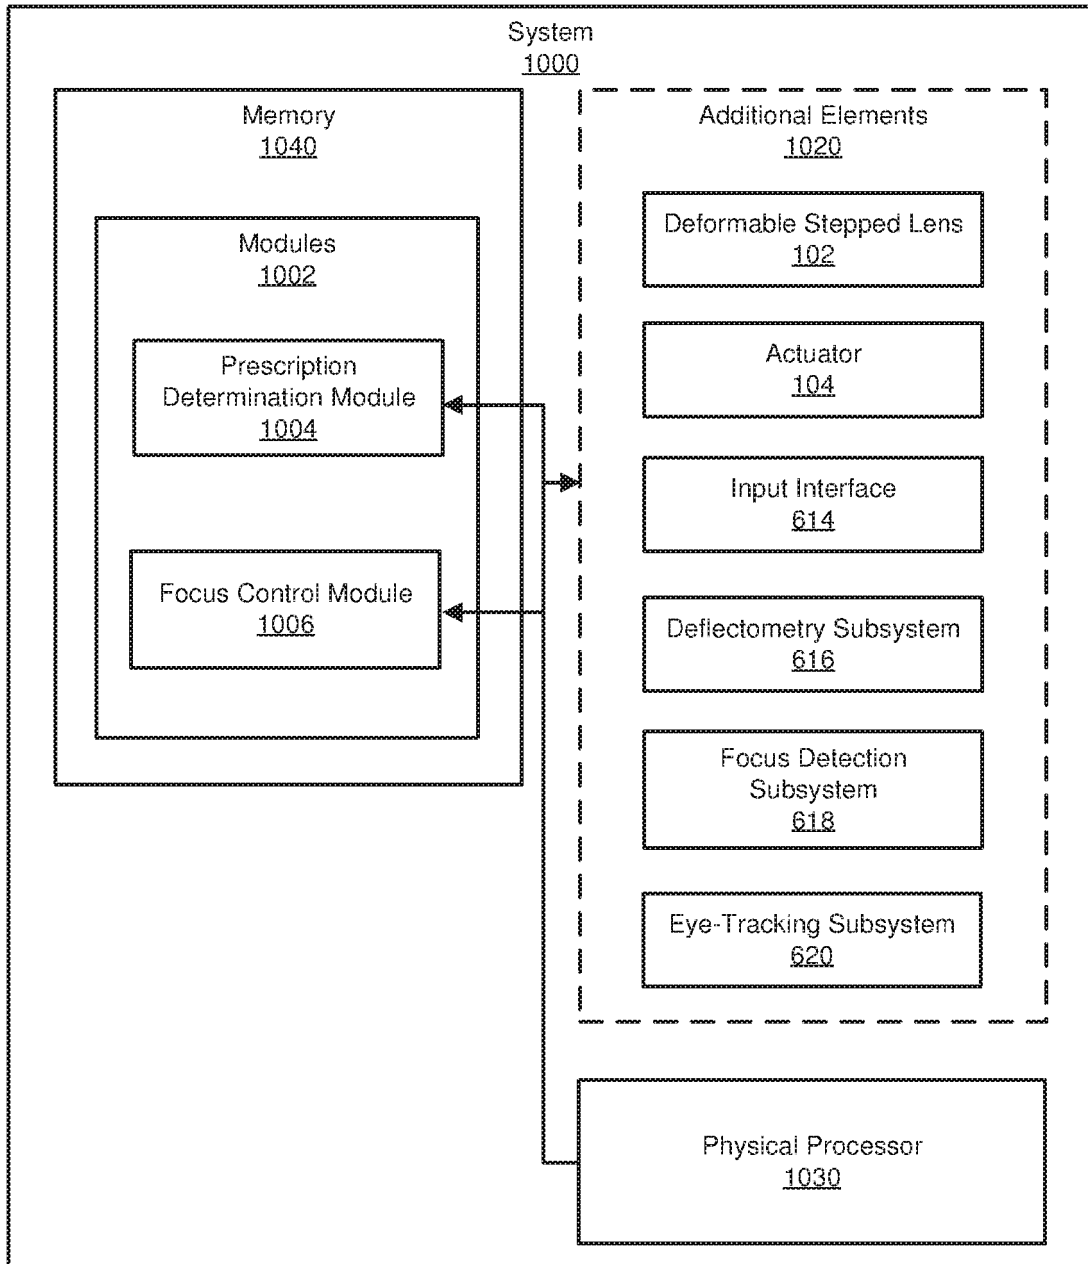 System
1000
Memory
1040
Modules
1002
Prescription
Determination Module
1004
Focus Control Module
1006
Additional Elements
1020
Deformable Stepped Lens
102
Actuator
104
Input Interface
614
Deflectometry Subsystem
616
Focus Detection
Subsystem
618
Eye-Tracking Subsystem
620
Physical Processor
1030